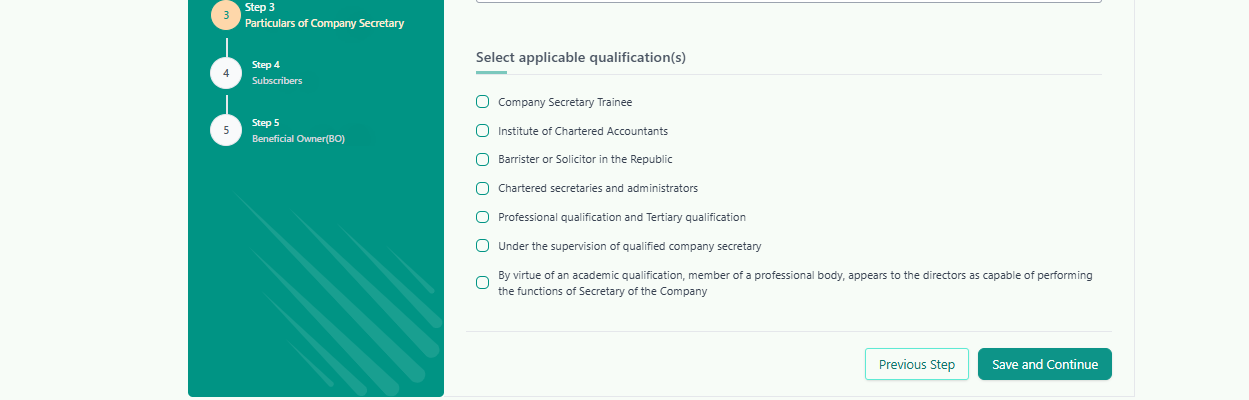 3
Step 3
Particulars of Company Secretary
4
Step 4
Subscribers
5
Step 5
Beneficial Owner(BO)
Select applicable qualification(s)
Company Secretary Trainee
Institute of Chartered Accountants
Barrister or Solicitor in the Republic
Chartered secretaries and administrators
Professional qualification and Tertiary qualification
Under the supervision of qualified company secretary
By virtue of an academic qualification, member of a professional body, appears to the directors as capable of performing
the functions of Secretary of the Company
Previous Step
Save and Continue